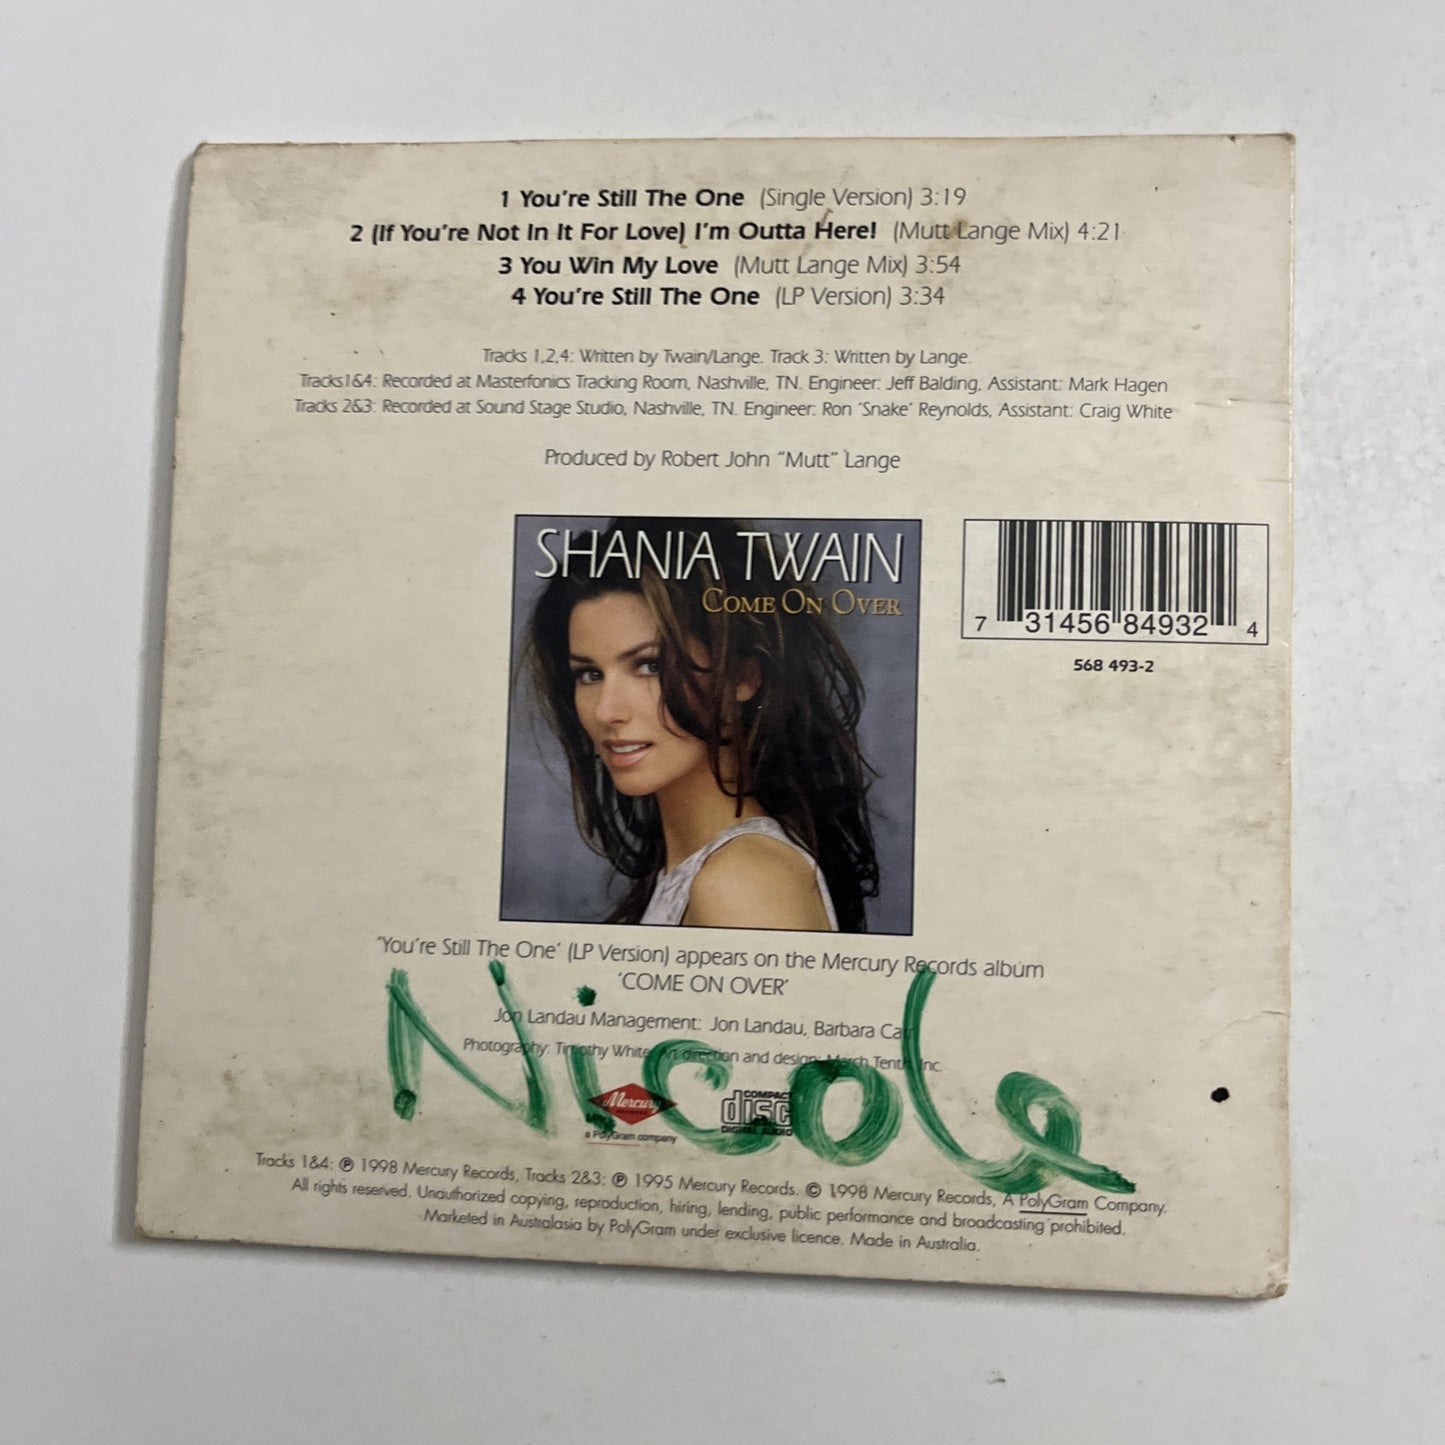 1 You're Still The One (Single Version) 3:19
2 (If You're Not In It For Love) I'm Outta Here! (Mutt Lange Mix) 4:21
3 You Win My Love (Mutt Lange Mix) 3:54
4 You're Still The One (LP Version) 3:34
Tracks 1,2,4: Written by Twain/Lange. Track 3: Written by Lange.
Tracks1&4: Recorded at Masterfonics Tracking Room, Nashville, TN. Engineer: Jeff Balding, Assistant: Mark Hagen
Tracks 2&3: Recorded at Sound Stage Studio, Nashville, TN. Engineer: Ron 'Snake' Reynolds, Assistant: Craig White
Produced by Robert John "Mutt" Lange
SHANIA TWAIN
COME ON OVER
7 31456 84932 4
568 493-2
'You're Still The One' (LP Version) appears on the Mercury Records album
'COME ON OVER'
Jon Landau Management: Jon Landau, Barbara Carr
Photography: Timothy White Art direction and design: March Tenth, Inc.
Nicole
Mercury
RECORDS
a PolyGram company
COMPACT
disc
DIGITAL AUDIO
Tracks 1&4: ℗ 1998 Mercury Records, Tracks 2&3: ℗ 1995 Mercury Records. © 1998 Mercury Records, A PolyGram Company.
All rights reserved. Unauthorized copying, reproduction, hiring, lending, public performance and broadcasting prohibited.
Marketed in Australasia by PolyGram under exclusive licence. Made in Australia.